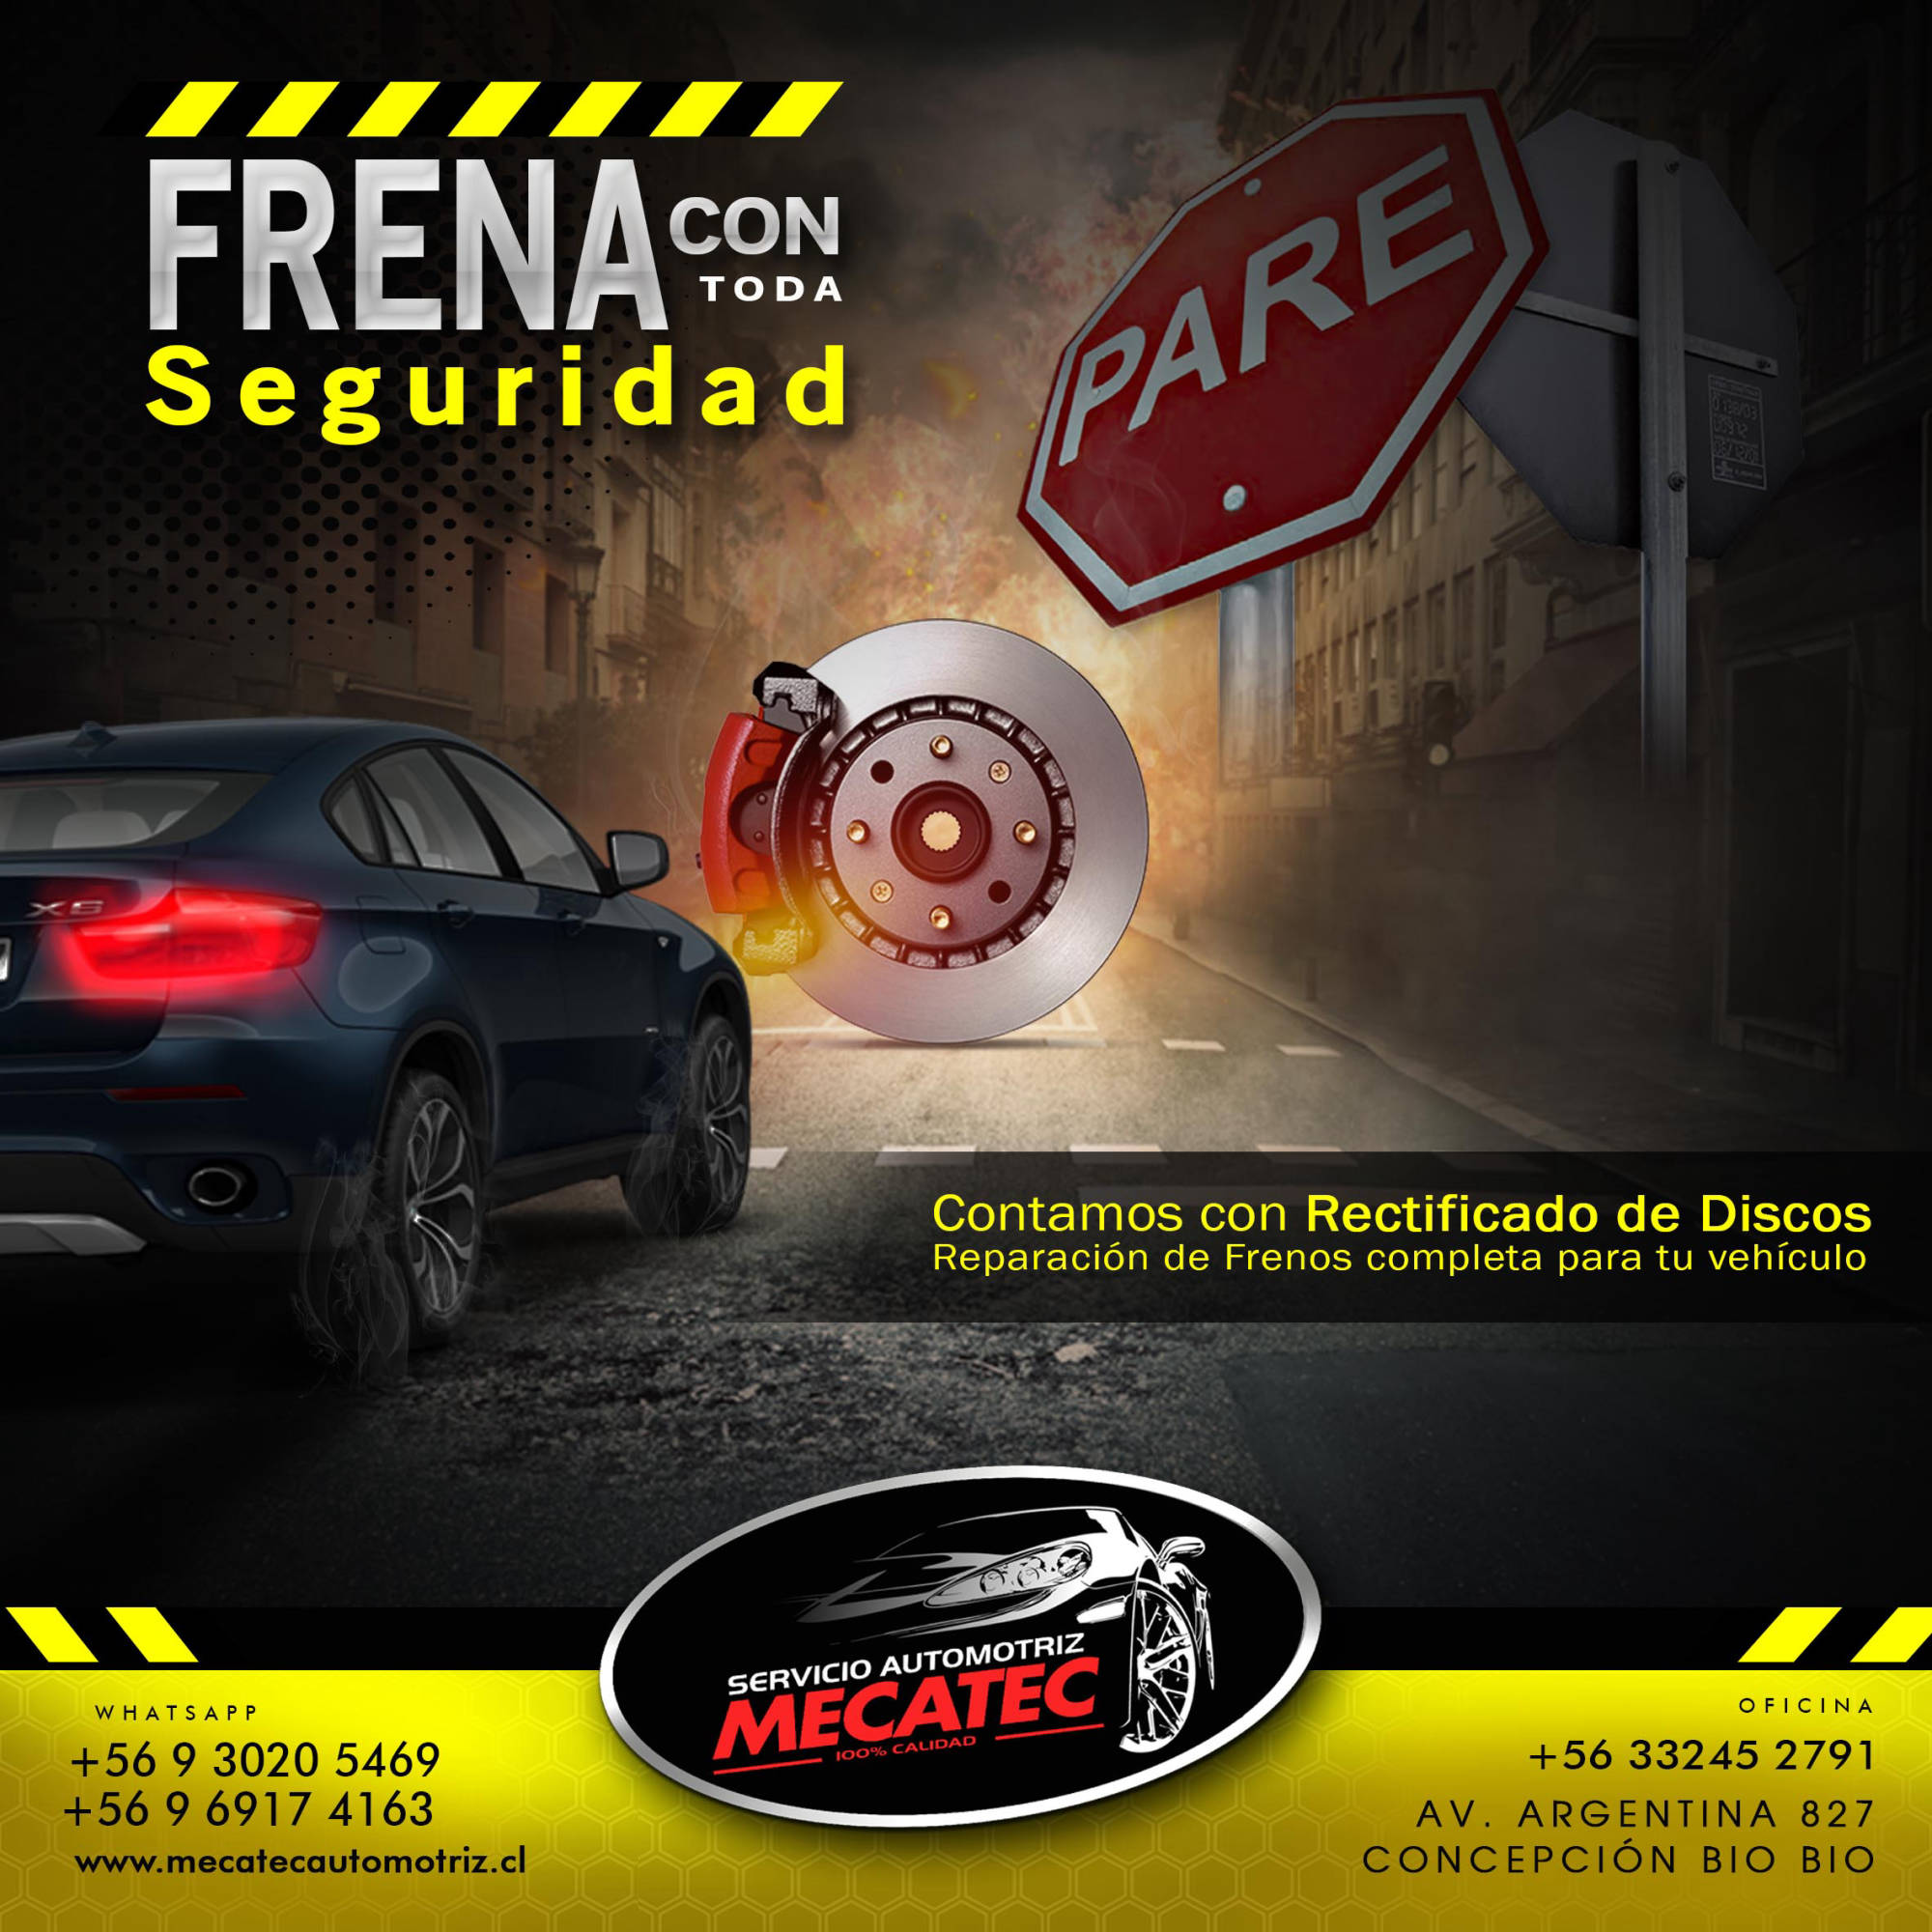 FRENA CON
TODA
Seguridad
PARE
X6
Contamos con Rectificado de Discos
Reparación de Frenos completa para tu vehículo
SERVICIO AUTOMOTRIZ
MECATEC
100% CALIDAD
WHATSAPP
+56 9 3020 5469
+56 9 6917 4163
www.mecatecautomotriz.cl
OFICINA
+56 33245 2791
AV. ARGENTINA 827
CONCEPCIÓN BIO BIO